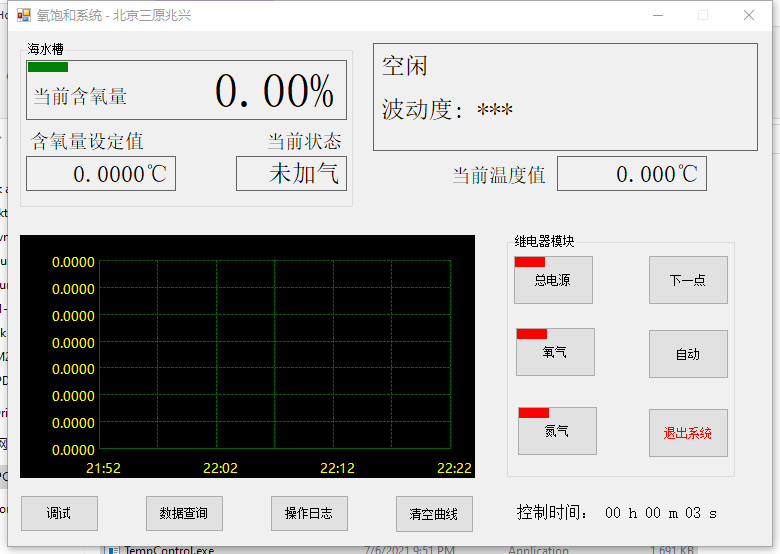 氧饱和系统 - 北京三原兆兴
海水槽
当前含氧量 0.00%
含氧量设定值 当前状态
0.0000℃ 未加气
空闲
波动度: ***
当前温度值 0.000℃
0.0000
0.0000
0.0000
0.0000
0.0000
0.0000
0.0000
0.0000
21:52 22:02 22:12 22:22
继电器模块
总电源 下一点
氧气 自动
氮气 退出系统
调试 数据查询 操作日志 清空曲线
控制时间: 00 h 00 m 03 s
TempControl.exe 7/6/2021 9:51 PM Application 1,691 KB